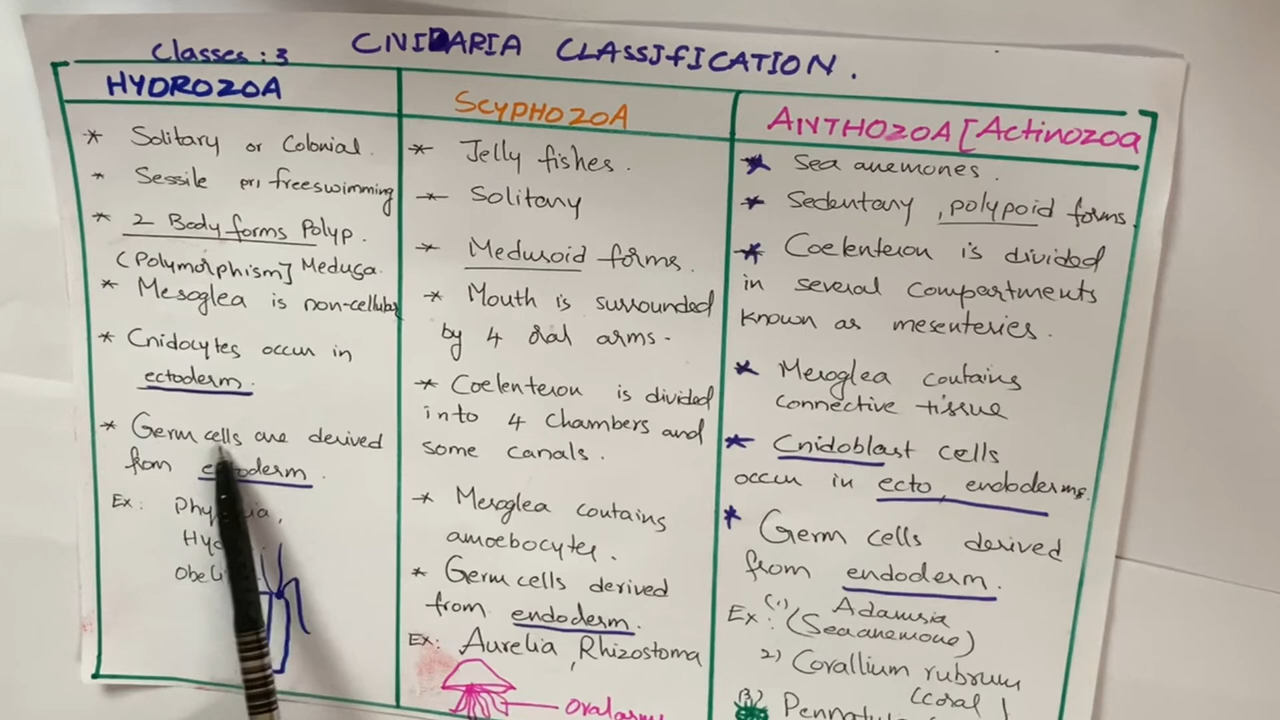 Classes: 3
CNIDARIA CLASSIFICATION.
HYDROZOA
* Solitary or Colonial.
* Sessile or, freeswimming
* 2 Body forms Polyp.
(Polymorphism] Medusa.
* Mesoglea is non-cellular
* Cnidocytes occur in
ectoderm.
* Germ cells are derived
from ectoderm.
Ex:
SCYPHOZOA
* Jelly fishes.
* Solitary
* Medusoid forms.
* Mouth is surrounded
by 4 oral arms.
* Coelenteron is divided
into 4 Chambers and
some canals.
* Mesoglea contains
amoebocytes.
* Germ cells derived
from endoderm.
Ex: Aurelia, Rhizostoma
oral arms
ANTHOZOA [Actinozoa
* Sea anemones.
* Sedentary, polypoid forms.
* Coelenteron is divided
in several compartments
known as mesenteries.
* Mesoglea contains
connective tissue
* Cnidoblast cells
occur in ecto, endoderms.
* Germ cells derived
from endoderm.
Ex: (1) Adamsia
(Sea anemone)
2) Corallium rubrum
(coral)
(3)